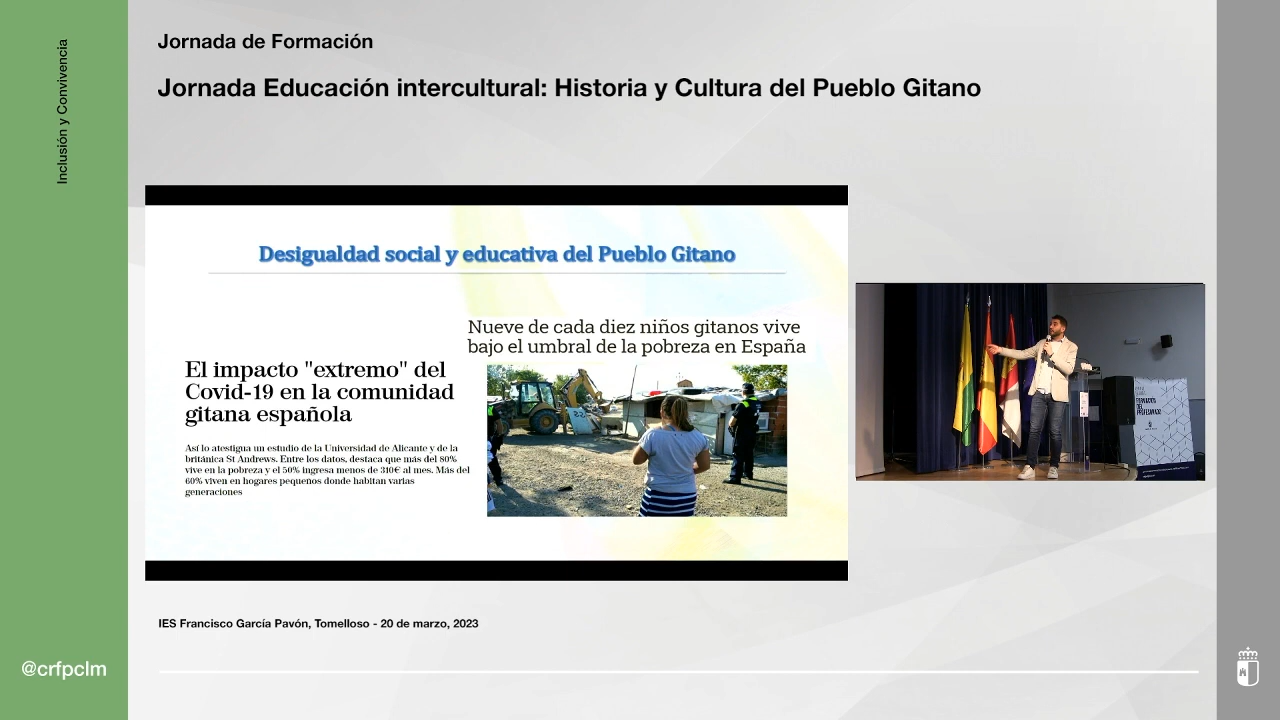 Inclusión y Convivencia
Jornada de Formación
Jornada Educación intercultural: Historia y Cultura del Pueblo Gitano
Desigualdad social y educativa del Pueblo Gitano
Nueve de cada diez niños gitanos vive
bajo el umbral de la pobreza en España
El impacto "extremo" del
Covid-19 en la comunidad
gitana española
Así lo atestigua un estudio de la Universidad de Alicante y de la
británica St Andrews. Entre los datos, destaca que más del 80%
vive en la pobreza y el 50% ingresa menos de 310€ al mes. Más del
60% viven en hogares pequeños donde habitan varias
generaciones
IES Francisco García Pavón, Tomelloso - 20 de marzo, 2023
@crfpclm